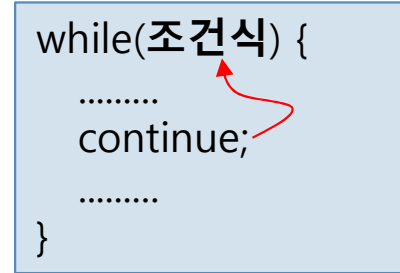 while(조건식) {
.........
continue;
.........
}